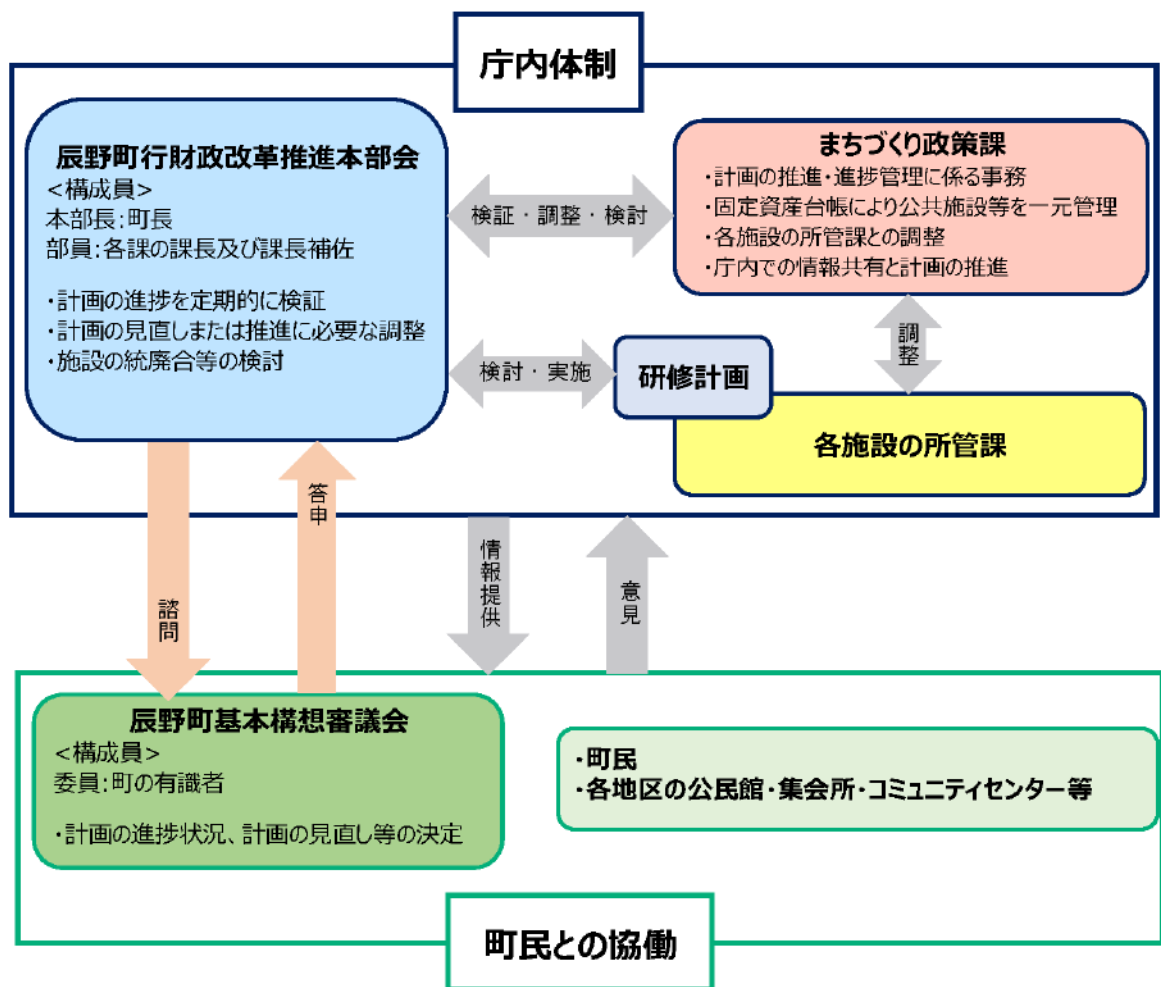 庁内体制
辰野町行財政改革推進本部会
<構成員>
本部長:町長
部員:各課の課長及び課長補佐
・計画の進捗を定期的に検証
・計画の見直しまたは推進に必要な調整
・施設の統廃合等の検討
検証・調整・検討
まちづくり政策課
・計画の推進・進捗管理に係る事務
・固定資産台帳により公共施設等を一元管理
・各施設の所管課との調整
・庁内での情報共有と計画の推進
調整
検討・実施
研修計画
各施設の所管課
諮問
答申
情報提供
意見
辰野町基本構想審議会
<構成員>
委員:町の有識者
・計画の進捗状況、計画の見直し等の決定
・町民
・各地区の公民館・集会所・コミュニティセンター等
町民との協働